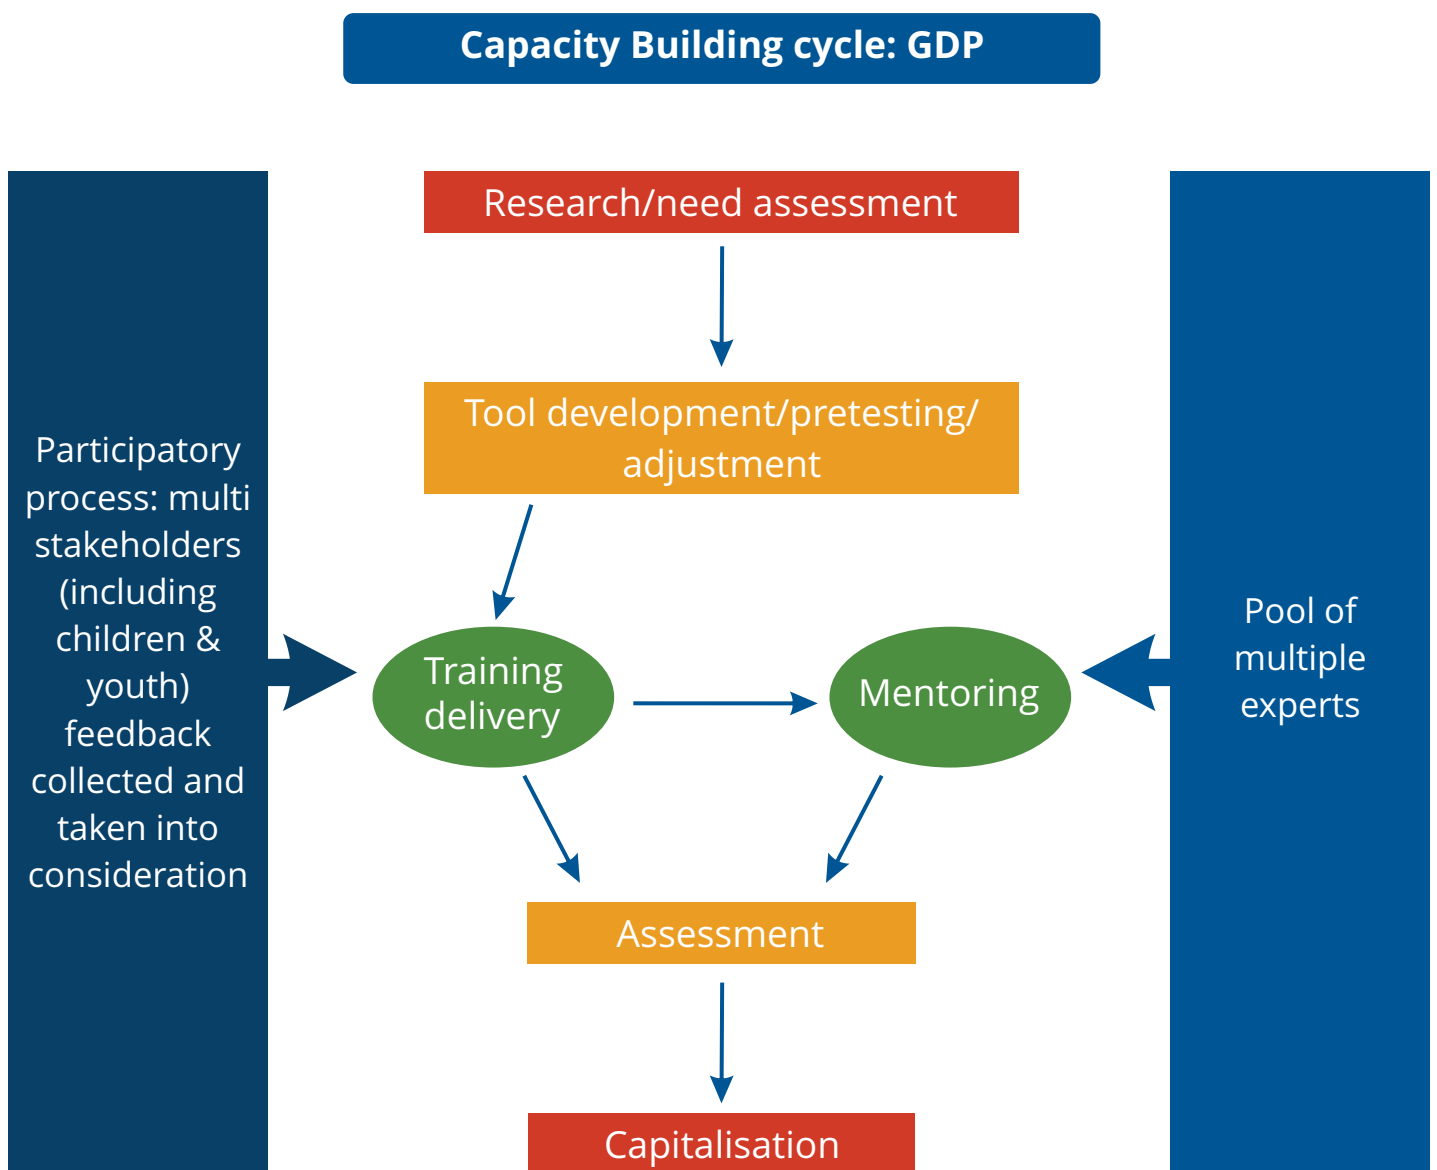 Capacity Building cycle: GDP
Research/need assessment
Tool development/pretesting/
adjustment
Participatory
process: multi
stakeholders
(including
children &
youth)
feedback
collected and
taken into
consideration
Training
delivery
Mentoring
Pool of
multiple
experts
Assessment
Capitalisation